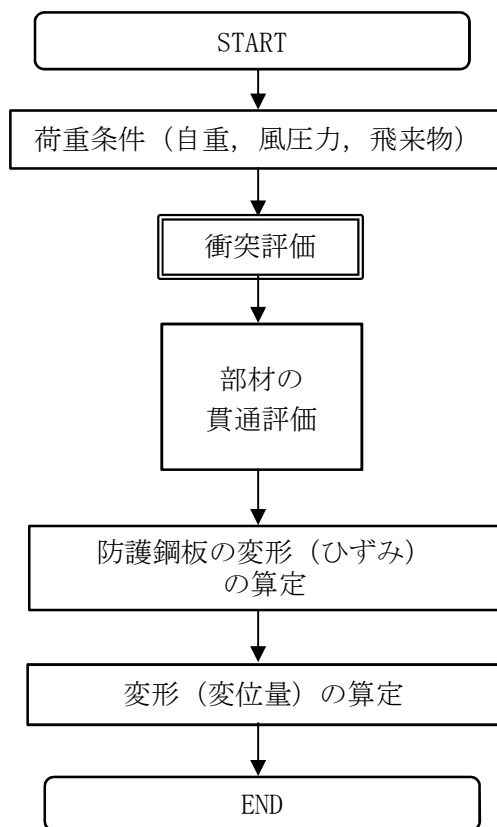 START
荷重条件（自重，風圧力，飛来物）
衝突評価
部材の
貫通評価
防護鋼板の変形（ひずみ）
の算定
変形（変位量）の算定
END